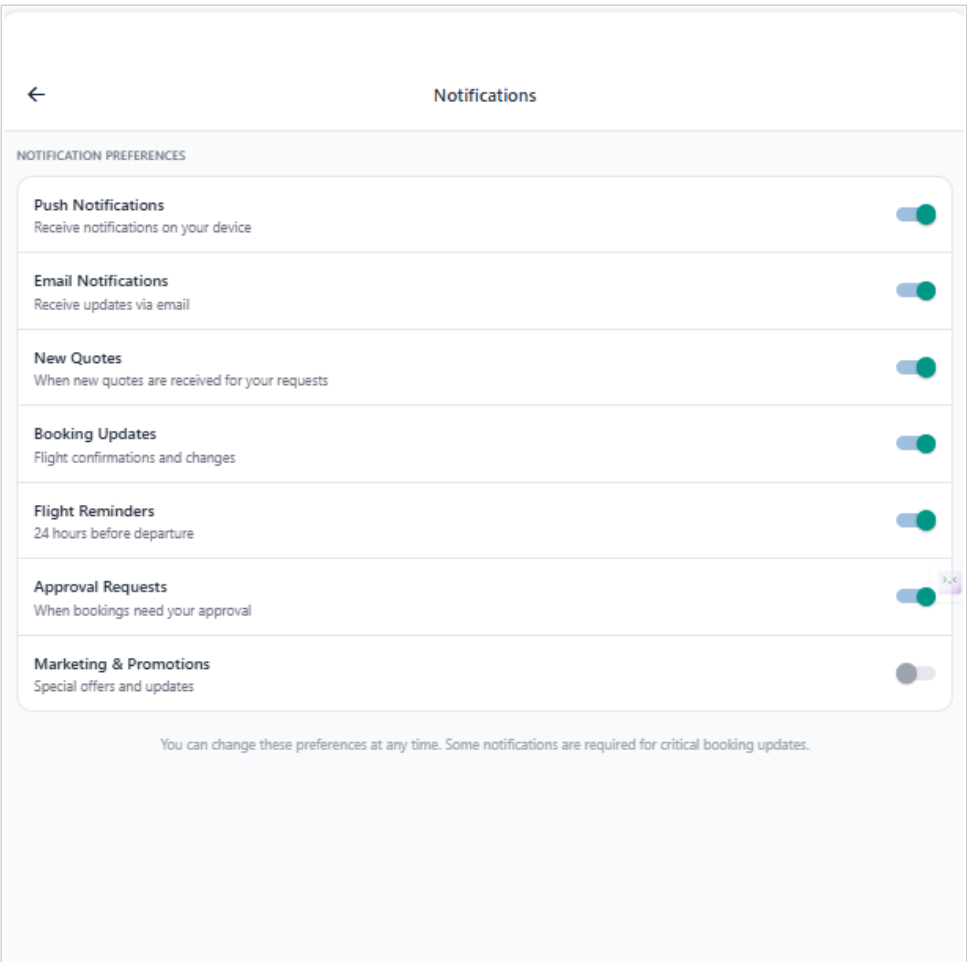 Notifications
NOTIFICATION PREFERENCES
Push Notifications
Receive notifications on your device
Email Notifications
Receive updates via email
New Quotes
When new quotes are received for your requests
Booking Updates
Flight confirmations and changes
Flight Reminders
24 hours before departure
Approval Requests
When bookings need your approval
Marketing & Promotions
Special offers and updates
You can change these preferences at any time. Some notifications are required for critical booking updates.